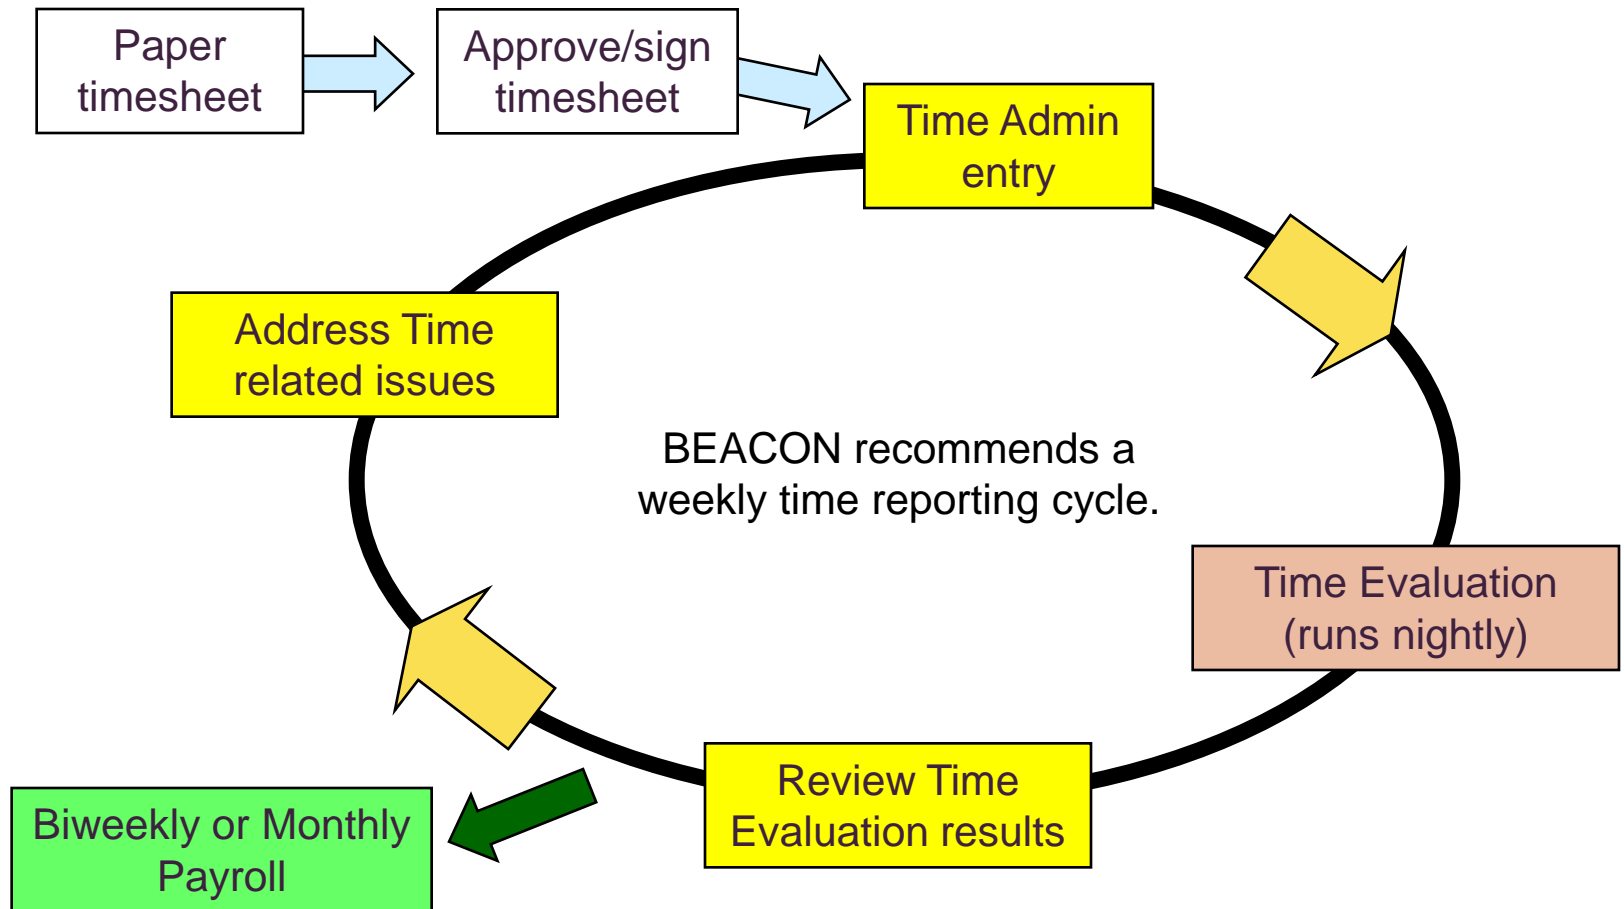 Paper
timesheet
Approve/sign
timesheet
Time Admin
entry
Address Time
related issues
BEACON recommends a
weekly time reporting cycle.
Time Evaluation
(runs nightly)
Review Time
Evaluation results
Biweekly or Monthly
Payroll